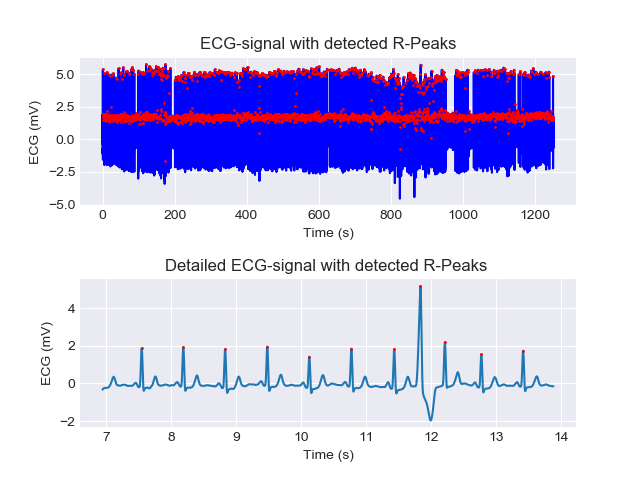 ECG-signal with detected R-Peaks
5.0
2.5
0.0
−2.5
−5.0
ECG (mV)
0 200 400 600 800 1000 1200
Time (s)
Detailed ECG-signal with detected R-Peaks
4
2
0
−2
ECG (mV)
7 8 9 10 11 12 13 14
Time (s)